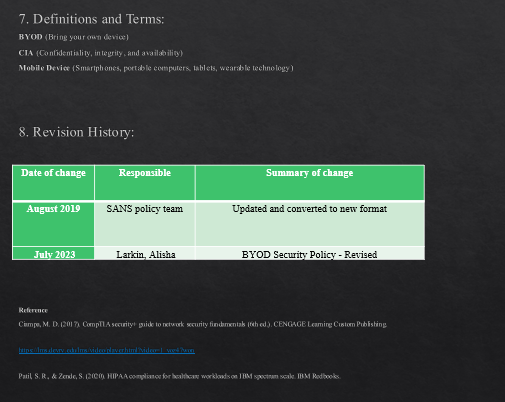 7. Definitions and Terms:
BYOD (Bring your own device)
CIA (Confidentiality, integrity, and availability)
Mobile Device (Smartphones, portable computers, tablets, wearable technology)
8. Revision History:
Date of change Responsible Summary of change
August 2019 SANS policy team Updated and converted to new format
July 2023 Larkin, Alisha BYOD Security Policy - Revised
Reference
Ciampa, M. D. (2017). CompTIA security+ guide to network security fundamentals (6th ed.). CENGAGE Learning Custom Publishing.
Patil, S. R., & Zende, S. (2020). HIPAA compliance for healthcare workloads on IBM spectrum scale. IBM Redbooks.